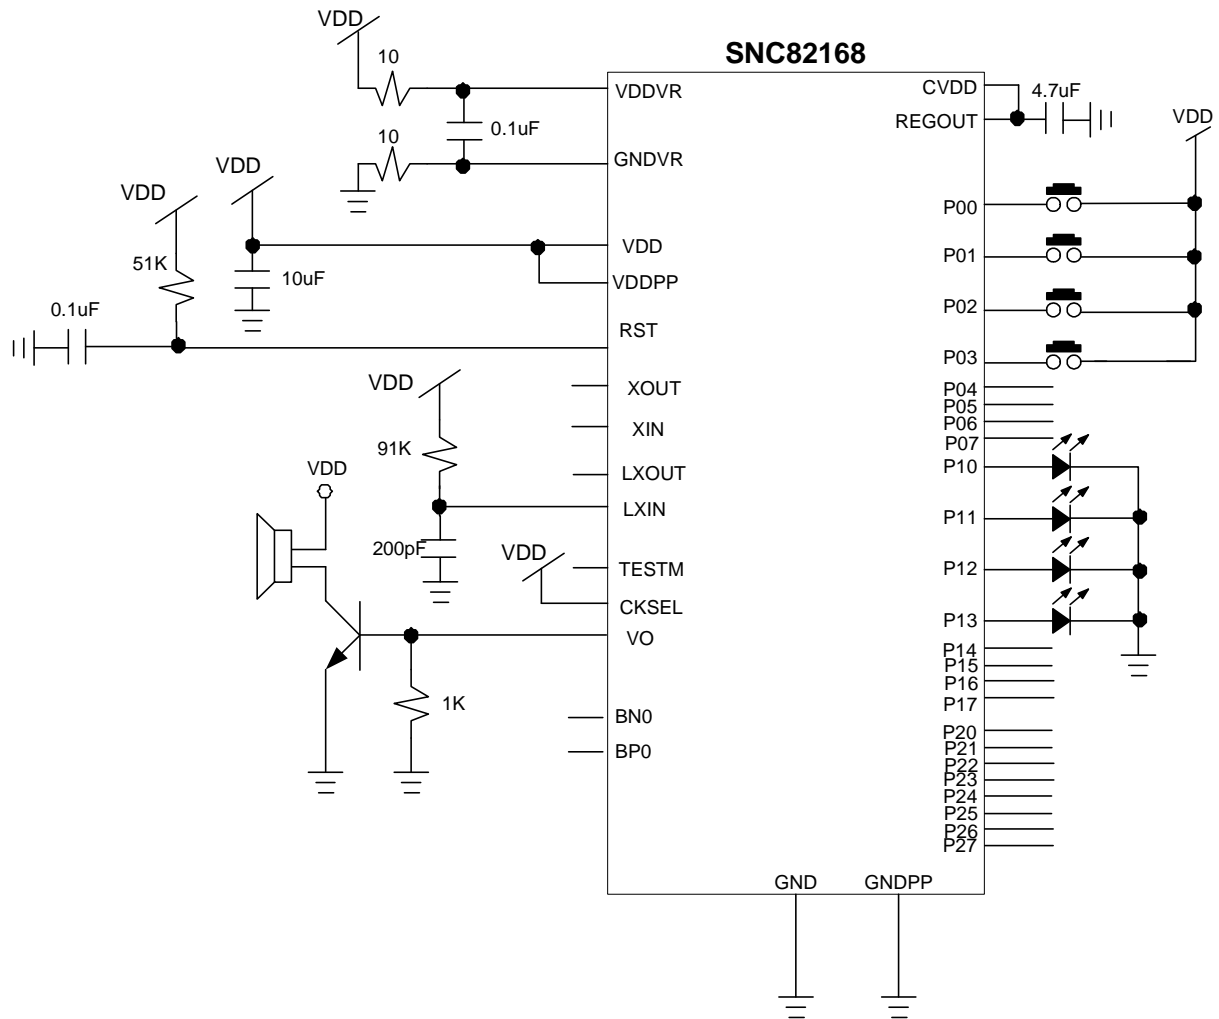 SNC82168
VDD
10
VDDVR
0.1uF
10
GNDVR
VDD
VDD
VDD
51K
10uF
VDDPP
0.1uF
RST
VDD
XOUT
91K
XIN
VDD
LXOUT
LXIN
200pF
VDD
TESTM
CKSEL
VO
1K
BN0
BP0
CVDD
4.7uF
REGOUT
VDD
P00
P01
P02
P03
P04
P05
P06
P07
P10
P11
P12
P13
P14
P15
P16
P17
P20
P21
P22
P23
P24
P25
P26
P27
GND
GNDPP